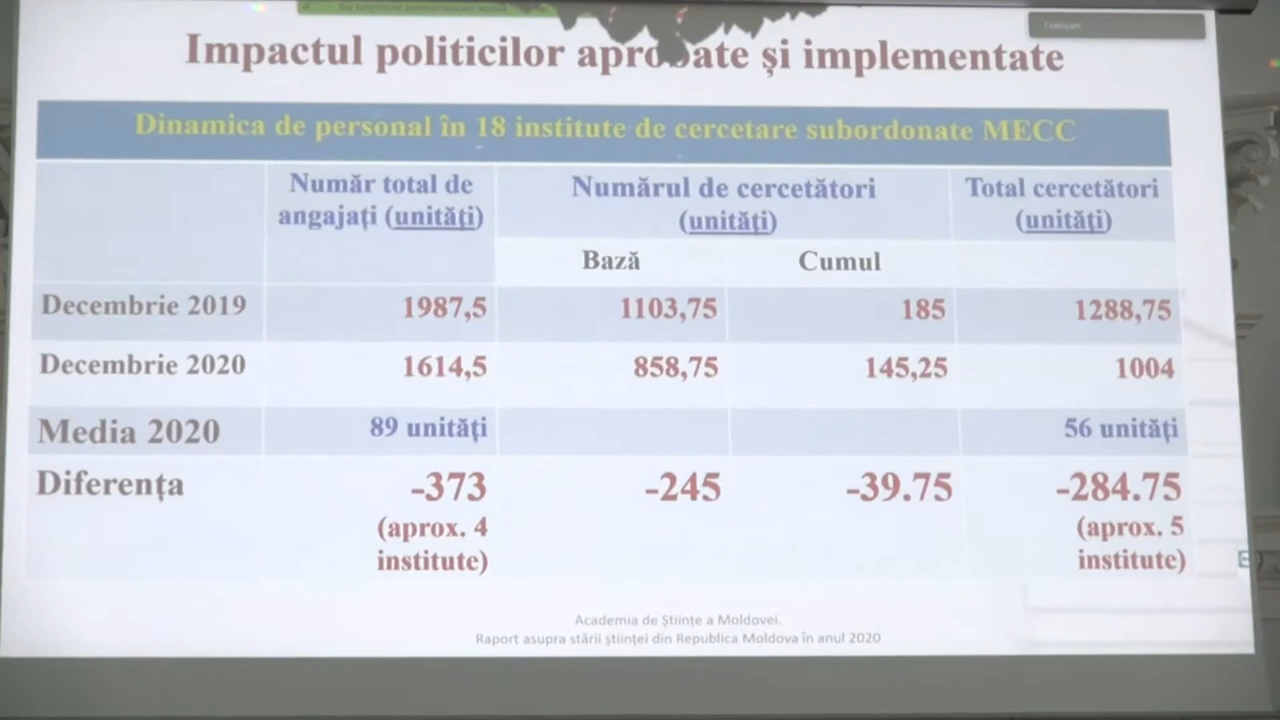 Impactul politicilor aprobate și implementate
Dinamica de personal în 18 institute de cercetare subordonate MECC
Număr total de
angajați (unități)
Numărul de cercetători
(unități)
Total cercetători
(unități)
Bază
Cumul
Decembrie 2019 1987,5 1103,75 185 1288,75
Decembrie 2020 1614,5 858,75 145,25 1004
Media 2020 89 unități 56 unități
Diferența -373 -245 -39.75 -284.75
(aprox. 4
institute)
(aprox. 5
institute)
Academia de Științe a Moldovei.
Raport asupra stării științei din Republica Moldova în anul 2020